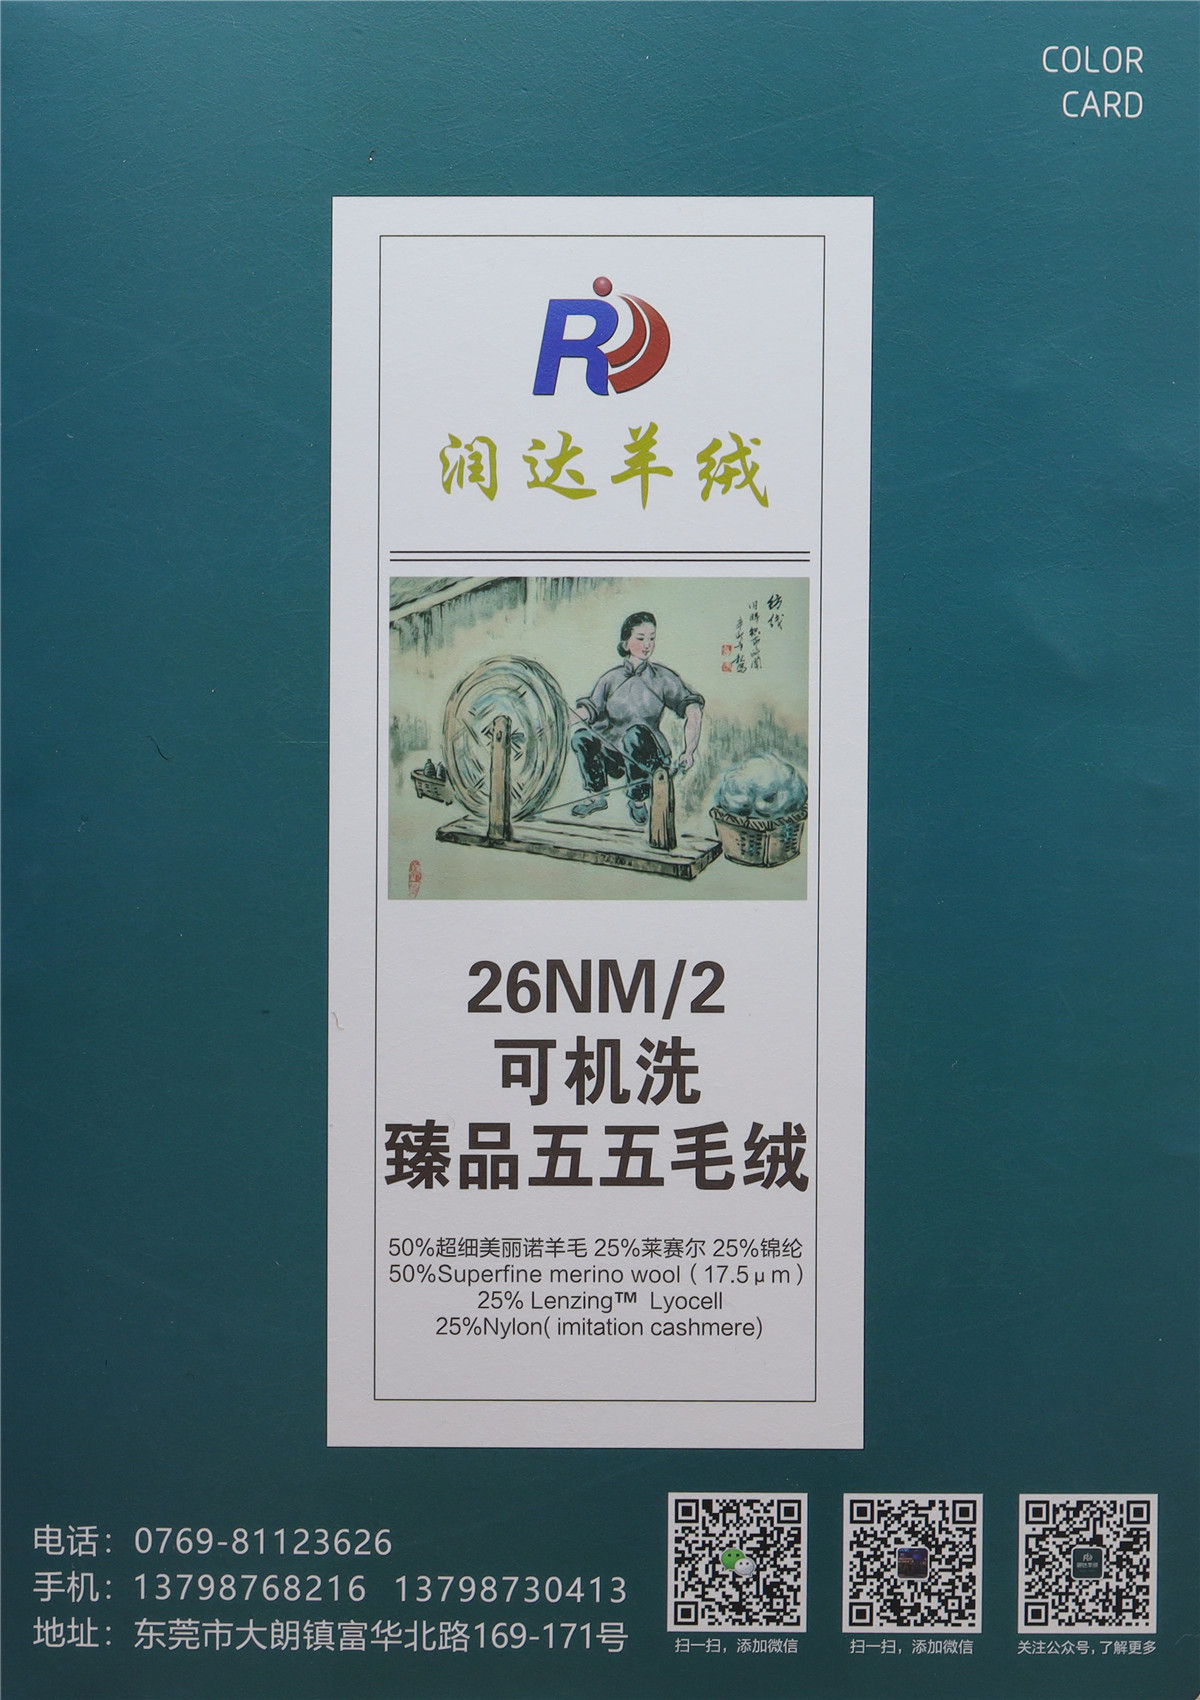 COLOR
CARD
R
润达羊绒
纺线
26NM/2
可机洗
臻品五五毛绒
50%超细美丽诺羊毛 25%莱赛尔 25%锦纶
50%Superfine merino wool ( 17.5μm )
25% Lenzing™ Lyocell
25%Nylon( imitation cashmere)
电话：0769-81123626
手机：13798768216 13798730413
地址：东莞市大朗镇富华北路169-171号
扫一扫，添加微信
扫一扫，添加微信
关注公众号，了解更多